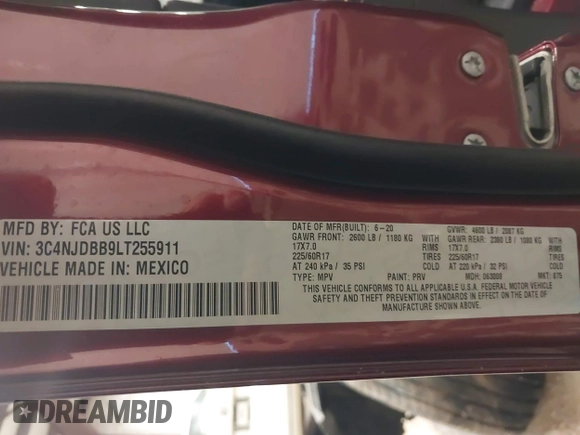 MFD BY: FCA US LLC
VIN: 3C4NJDBB9LT255911
VEHICLE MADE IN: MEXICO
DATE OF MFR(BUILT): 6-20 GVWR: 4600 LB / 2087 KG
GAWR FRONT: 2600 LB / 1180 KG WITH GAWR REAR: 2380 LB / 1080 KG WITH
17X7.0 RIMS 17X7.0 RIMS
225/60R17 TIRES 225/60R17 TIRES
AT 240 kPa / 35 PSI COLD AT 220 kPa / 32 PSI COLD
TYPE: MPV PAINT: PRV MDH: MKT:
THIS VEHICLE CONFORMS TO ALL APPLICABLE U.S.A. FEDERAL MOTOR VEHICLE
SAFETY AND THEFT PREVENTION STANDARDS IN EFFECT ON THE DATE OF
MANUFACTURE SHOWN ABOVE.
DREAMBID